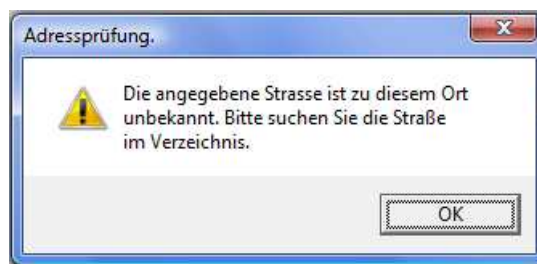 Adressprüfung.
Die angegebene Strasse ist zu diesem Ort
unbekannt. Bitte suchen Sie die Straße
im Verzeichnis.
OK